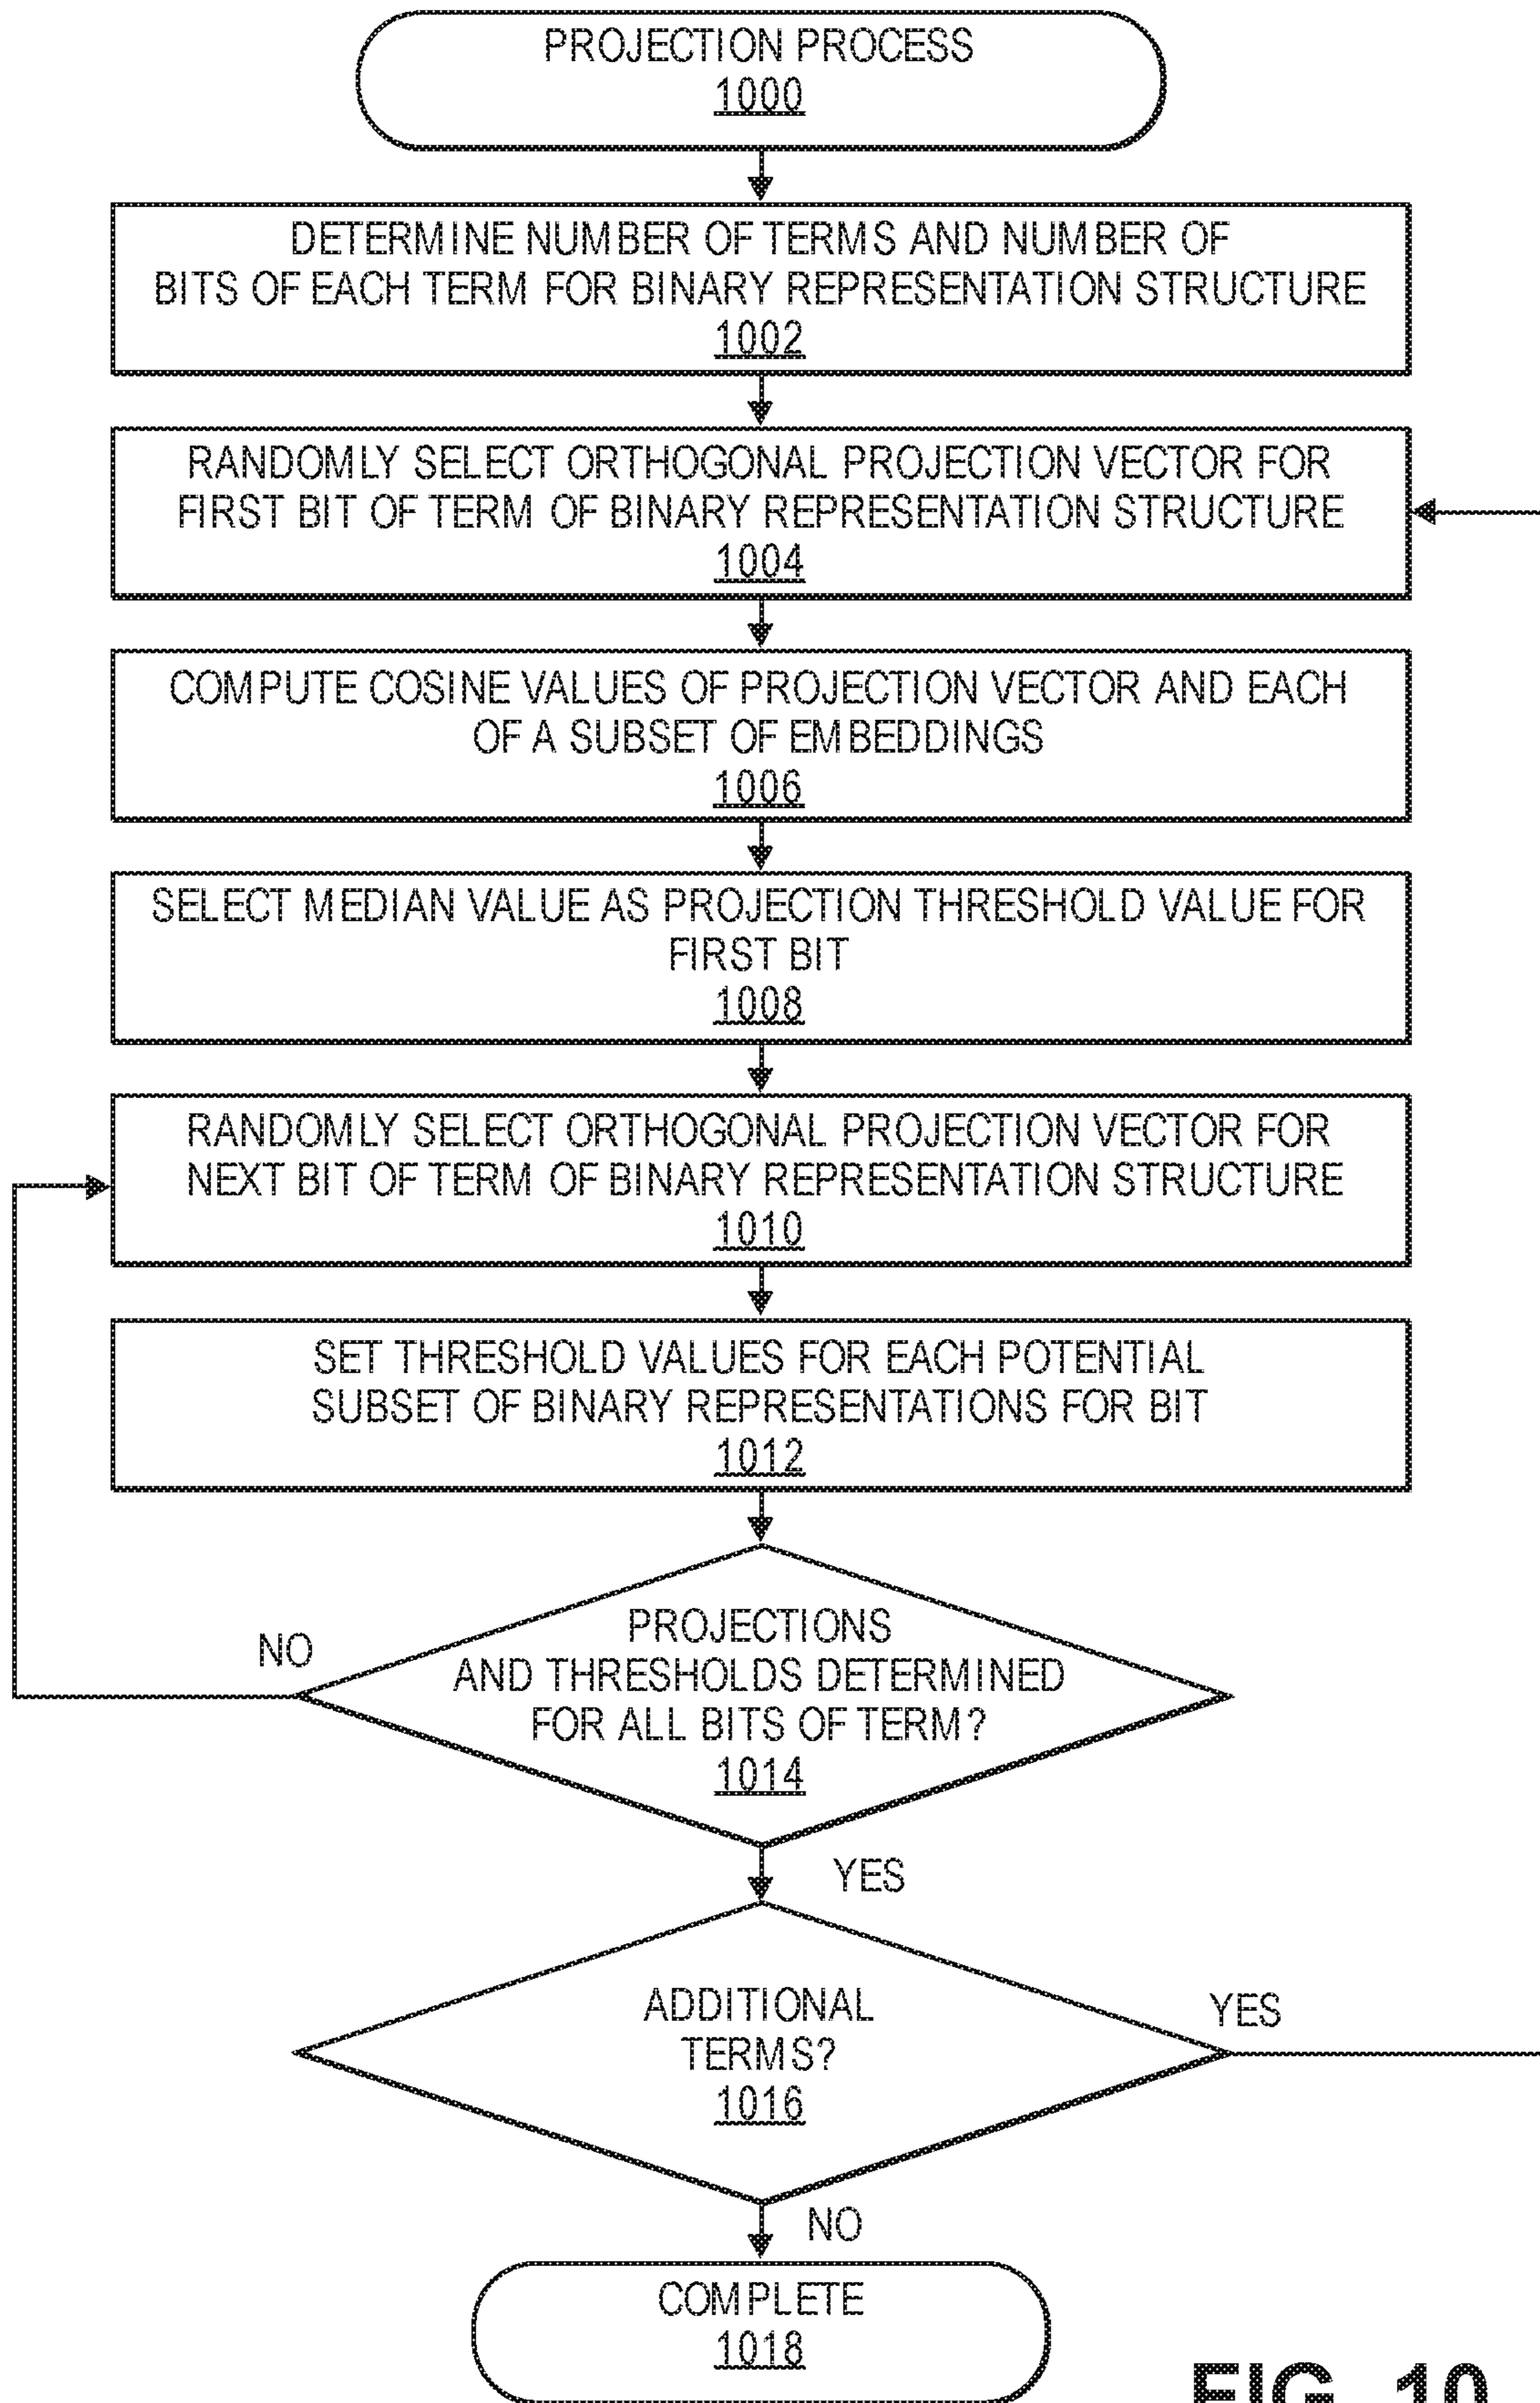 PROJECTION PROCESS
1000
DETERMINE NUMBER OF TERMS AND NUMBER OF
BITS OF EACH TERM FOR BINARY REPRESENTATION STRUCTURE
1002
RANDOMLY SELECT ORTHOGONAL PROJECTION VECTOR FOR
FIRST BIT OF TERM OF BINARY REPRESENTATION STRUCTURE
1004
COMPUTE COSINE VALUES OF PROJECTION VECTOR AND EACH
OF A SUBSET OF EMBEDDINGS
1006
SELECT MEDIAN VALUE AS PROJECTION THRESHOLD VALUE FOR
FIRST BIT
1008
RANDOMLY SELECT ORTHOGONAL PROJECTION VECTOR FOR
NEXT BIT OF TERM OF BINARY REPRESENTATION STRUCTURE
1010
SET THRESHOLD VALUES FOR EACH POTENTIAL
SUBSET OF BINARY REPRESENTATIONS FOR BIT
1012
PROJECTIONS
AND THRESHOLDS DETERMINED
FOR ALL BITS OF TERM?
1014
NO
YES
ADDITIONAL
TERMS?
1016
YES
NO
COMPLETE
1018
FIG. 10